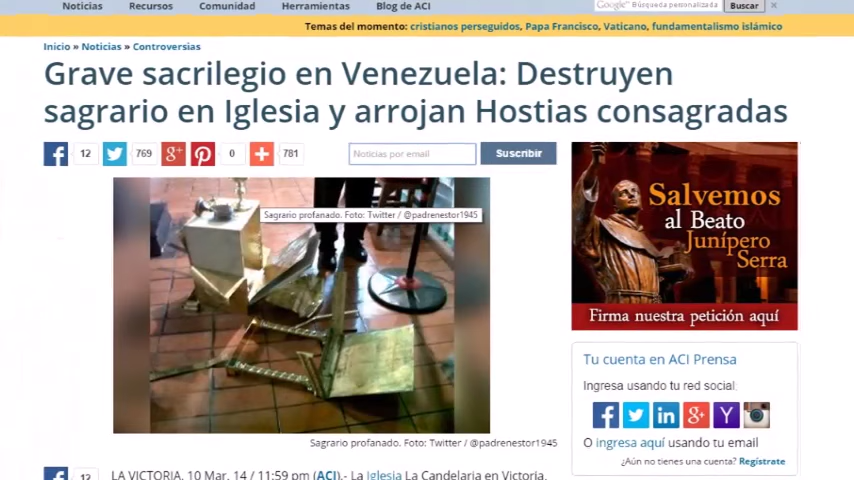 Noticias Recursos Comunidad Herramientas Blog de ACI Google™ Búsqueda personalizada Buscar ×
Temas del momento: cristianos perseguidos, Papa Francisco, Vaticano, fundamentalismo islámico
Inicio » Noticias » Controversias
Grave sacrilegio en Venezuela: Destruyen
sagrario en Iglesia y arrojan Hostias consagradas
12 769 0 781 Noticias por email Suscribir
Sagrario profanado. Foto: Twitter / @padrenestor1945
Salvemos
al Beato
Junípero
Serra
Firma nuestra petición aquí
Tu cuenta en ACI Prensa
Ingresa usando tu red social:
O ingresa aquí usando tu email
¿Aún no tienes una cuenta? Regístrate
Sagrario profanado. Foto: Twitter / @padrenestor1945
12 LA VICTORIA, 10 Mar. 14 / 11:59 pm (ACI).- La Iglesia La Candelaria en Victoria,